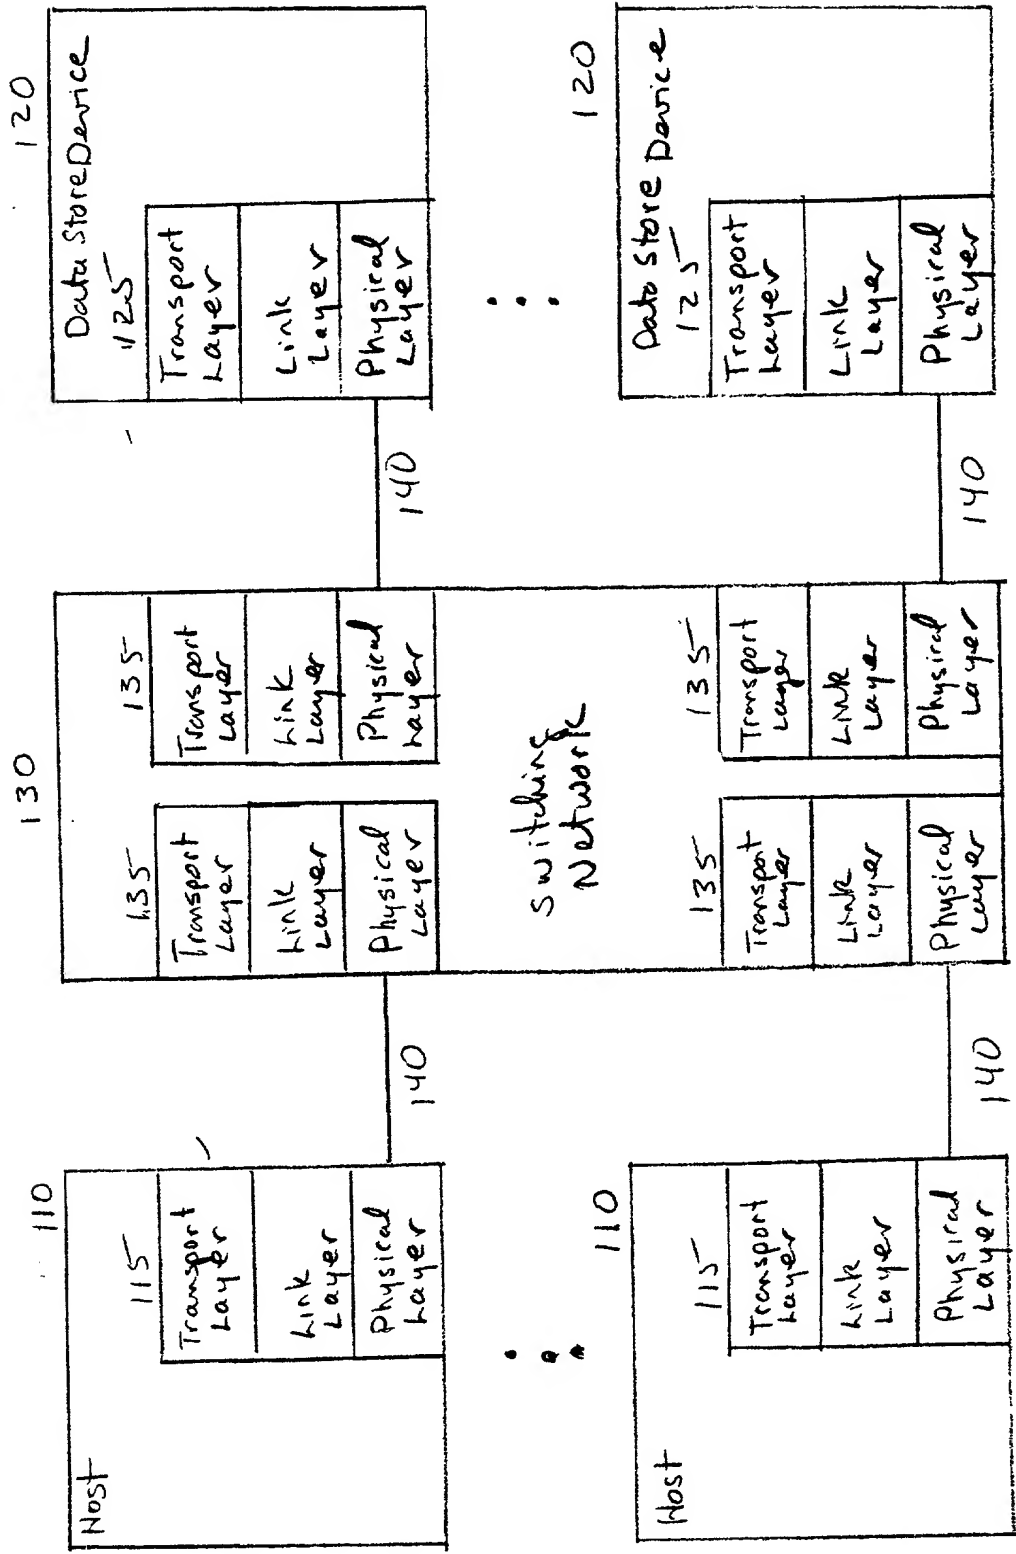 110
Host
115
Transport
Layer
Link
Layer
Physical
Layer
140
130
135
Transport
Layer
Link
Layer
Physical
Layer
135
Transport
Layer
Link
Layer
Physical
Layer
140
120
Data Store Device
125
Transport
Layer
Link
Layer
Physical
Layer
Switching
Network
110
Host
115
Transport
Layer
Link
Layer
Physical
Layer
140
135
Transport
Layer
Link
Layer
Physical
Layer
135
Transport
Layer
Link
Layer
Physical
Layer
140
120
Data Store Device
125
Transport
Layer
Link
Layer
Physical
Layer